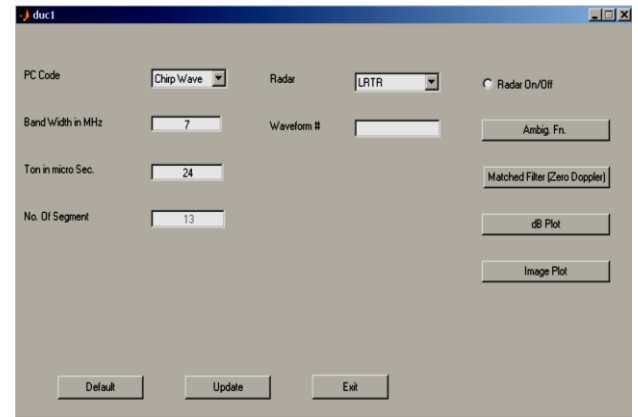 duc1
PC Code
Chirp Wave
Radar
LRTR
Radar On/Off
Band Width in MHz
7
Waveform #
Ambig. Fn.
Ton in micro Sec.
24
Matched Filter (Zero Doppler)
No. Of Segment
13
dB Plot
Image Plot
Default
Update
Exit